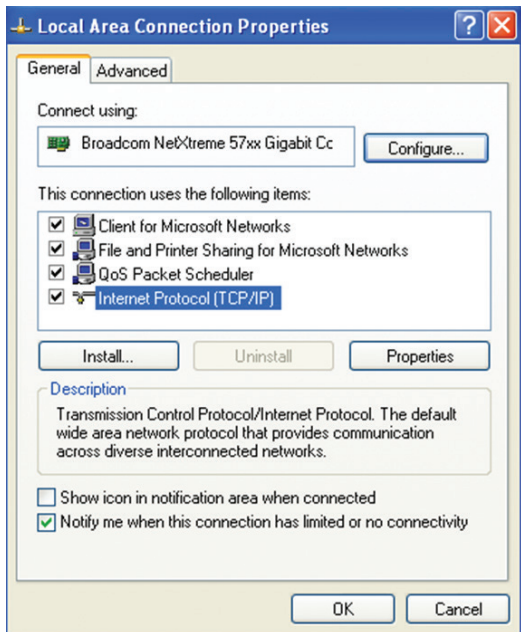 Local Area Connection Properties
General Advanced
Connect using:
Broadcom NetXtreme 57xx Gigabit Cc
Configure...
This connection uses the following items:
Client for Microsoft Networks
File and Printer Sharing for Microsoft Networks
QoS Packet Scheduler
Internet Protocol (TCP/IP)
Install... Uninstall Properties
Description
Transmission Control Protocol/Internet Protocol. The default
wide area network protocol that provides communication
across diverse interconnected networks.
Show icon in notification area when connected
Notify me when this connection has limited or no connectivity
OK Cancel